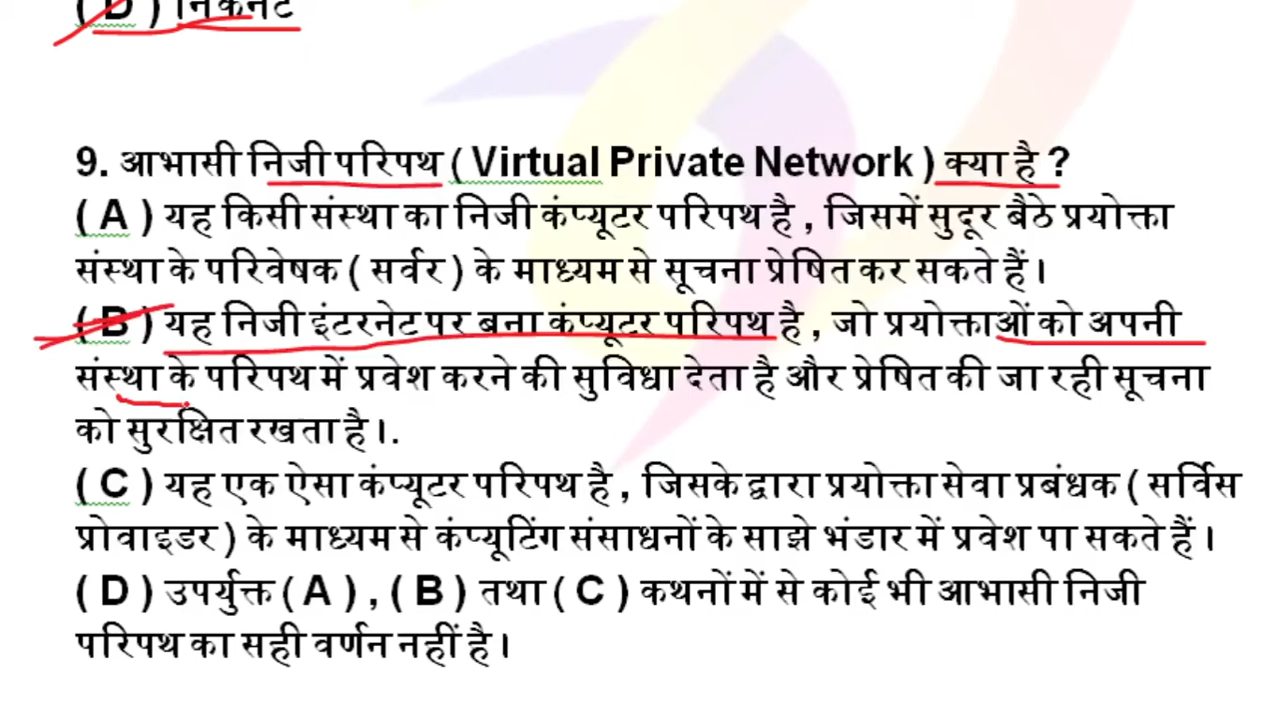 ( D ) निकनेट
9. आभासी निजी परिपथ ( Virtual Private Network ) क्या है ?
( A ) यह किसी संस्था का निजी कंप्यूटर परिपथ है , जिसमें सुदूर बैठे प्रयोक्ता
संस्था के परिवेषक ( सर्वर ) के माध्यम से सूचना प्रेषित कर सकते हैं ।
( B ) यह निजी इंटरनेट पर बना कंप्यूटर परिपथ है , जो प्रयोक्ताओं को अपनी
संस्था के परिपथ में प्रवेश करने की सुविधा देता है और प्रेषित की जा रही सूचना
को सुरक्षित रखता है ।.
( C ) यह एक ऐसा कंप्यूटर परिपथ है , जिसके द्वारा प्रयोक्ता सेवा प्रबंधक ( सर्विस
प्रोवाइडर ) के माध्यम से कंप्यूटिंग संसाधनों के साझे भंडार में प्रवेश पा सकते हैं ।
( D ) उपर्युक्त ( A ) , ( B ) तथा ( C ) कथनों में से कोई भी आभासी निजी
परिपथ का सही वर्णन नहीं है ।